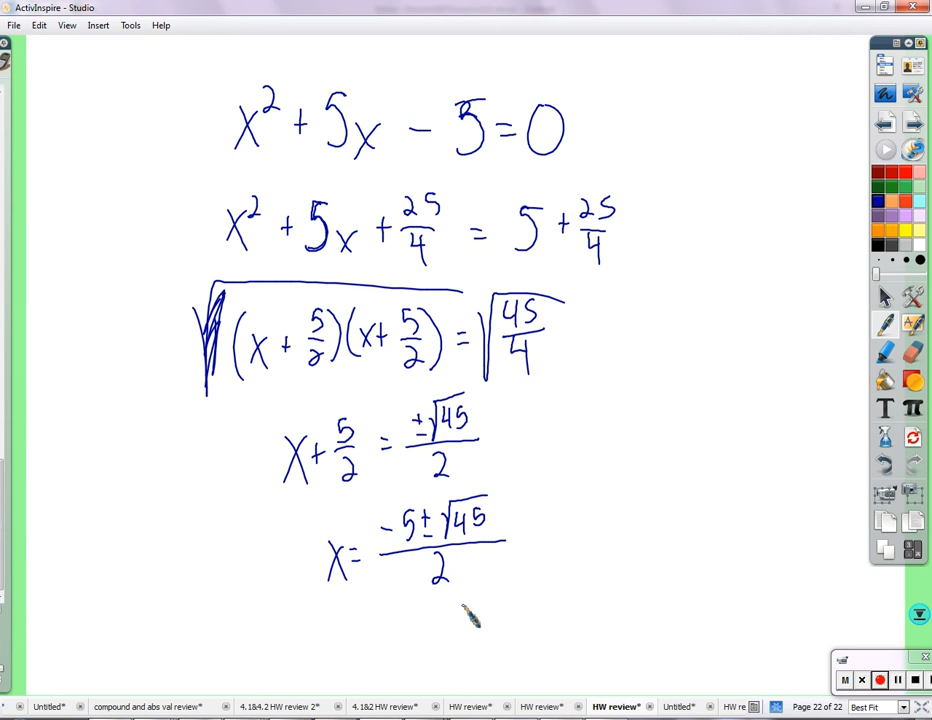 ActivInspire - Studio
File Edit View Insert Tools Help
x² + 5x - 5 = 0
x² + 5x + 25/4 = 5 + 25/4
√(x + 5/2)(x + 5/2) = √45/4
x + 5/2 = ±√45/2
x = -5±√45/2
Untitled* compound and abs val review* 4.1&4.2 HW review 2* 4.1&2 HW review* HW review* HW review* HW review* Untitled* HW re Page 22 of 22 Best Fit